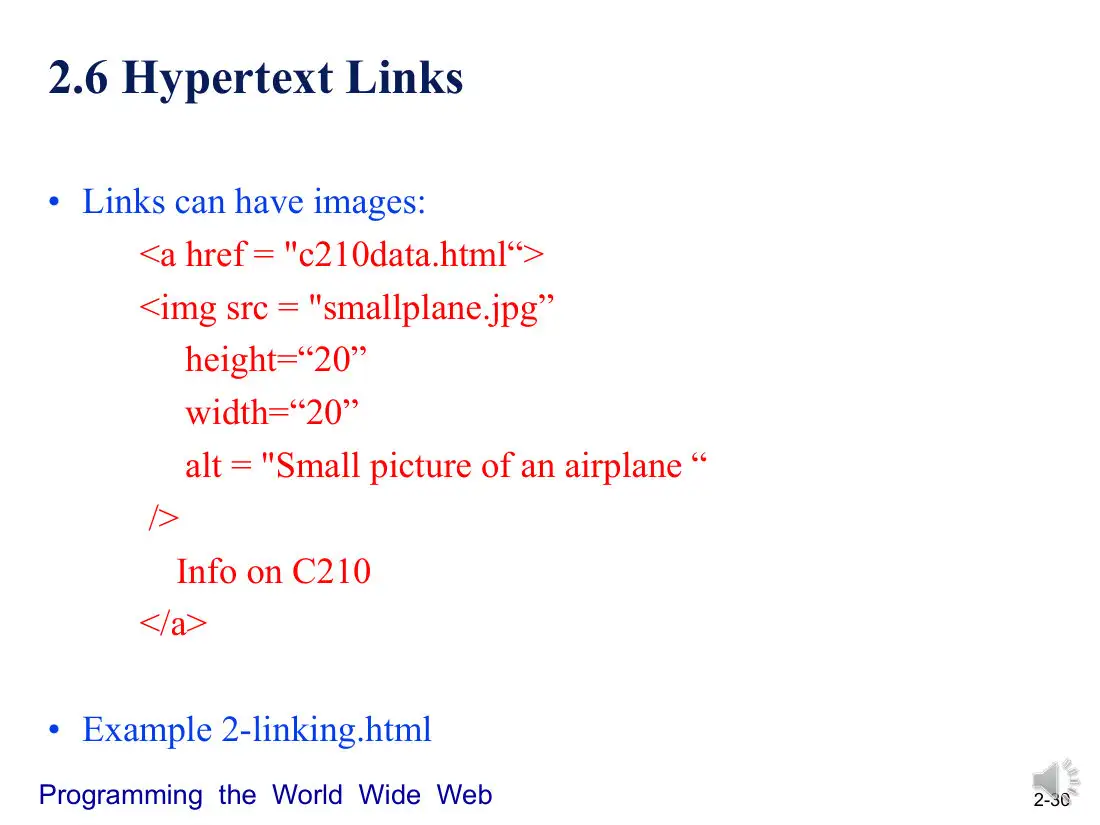 2.6 Hypertext Links
• Links can have images:
<a href = "c210data.html“>
<img src = "smallplane.jpg”
height=“20”
width=“20”
alt = "Small picture of an airplane “
/>
Info on C210
</a>
• Example 2-linking.html
Programming the World Wide Web
2-30